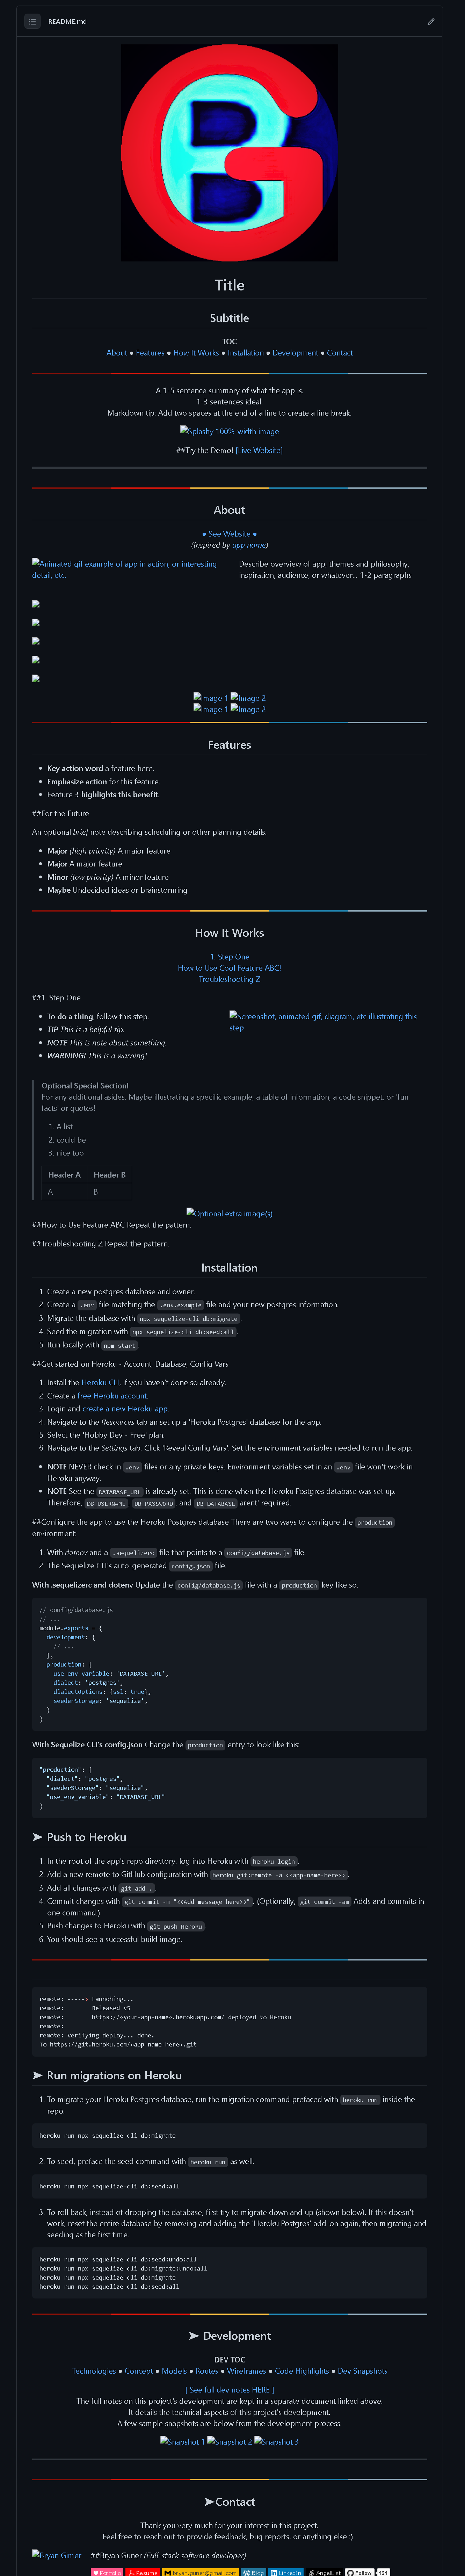 README.md
Title
Subtitle
TOC
About ● Features ● How It Works ● Installation ● Development ● Contact
A 1-5 sentence summary of what the app is.
1-3 sentences ideal.
Markdown tip: Add two spaces at the end of a line to create a line break.
Splashy 100%-width image
##Try the Demo! [Live Website]
About
● See Website ●
(Inspired by app name)
Animated gif example of app in action, or interesting
detail, etc.
Describe overview of app, themes and philosophy,
inspiration, audience, or whatever... 1-2 paragraphs
Image 1 Image 2
Image 1 Image 2
Features
• Key action word a feature here.
• Emphasize action for this feature.
• Feature 3 highlights this benefit.
##For the Future
An optional brief note describing scheduling or other planning details.
• Major (high priority) A major feature
• Major A major feature
• Minor (low priority) A minor feature
• Maybe Undecided ideas or brainstorming
How It Works
1. Step One
How to Use Cool Feature ABC!
Troubleshooting Z
##1. Step One
• To do a thing, follow this step.
• TIP This is a helpful tip.
• NOTE This is note about something.
• WARNING! This is a warning!
Screenshot, animated gif, diagram, etc illustrating this
step
Optional Special Section!
For any additional asides. Maybe illustrating a specific example, a table of information, a code snippet, or 'fun
facts' or quotes!
1. A list
2. could be
3. nice too
Header A Header B
A B
Optional extra image(s)
##How to Use Feature ABC Repeat the pattern.
##Troubleshooting Z Repeat the pattern.
Installation
1. Create a new postgres database and owner.
2. Create a .env file matching the .env.example file and your new postgres information.
3. Migrate the database with npx sequelize-cli db:migrate.
4. Seed the migration with npx sequelize-cli db:seed:all.
5. Run locally with npm start.
##Get started on Heroku - Account, Database, Config Vars
1. Install the Heroku CLI, if you haven't done so already.
2. Create a free Heroku account.
3. Login and create a new Heroku app.
4. Navigate to the Resources tab an set up a 'Heroku Postgres' database for the app.
5. Select the 'Hobby Dev - Free' plan.
6. Navigate to the Settings tab. Click 'Reveal Config Vars'. Set the environment variables needed to run the app.
• NOTE NEVER check in .env files or any private keys. Environment variables set in an .env file won't work in
Heroku anyway.
• NOTE See the DATABASE_URL is already set. This is done when the Heroku Postgres database was set up.
Therefore, DB_USERNAME, DB_PASSWORD, and DB_DATABASE arent' required.
##Configure the app to use the Heroku Postgres database There are two ways to configure the production
environment:
1. With dotenv and a .sequelizerc file that points to a config/database.js file.
2. The Sequelize CLI's auto-generated config.json file.
With .sequelizerc and dotenv Update the config/database.js file with a production key like so.
// config/database.js
// ...
module.exports = {
development: {
// ...
},
production: {
use_env_variable: 'DATABASE_URL',
dialect: 'postgres',
dialectOptions: {ssl: true},
seederStorage: 'sequelize',
}
}
With Sequelize CLI's config.json Change the production entry to look like this:
"production": {
"dialect": "postgres",
"seederStorage": "sequelize",
"use_env_variable": "DATABASE_URL"
}
➤ Push to Heroku
1. In the root of the app's repo directory, log into Heroku with heroku login.
2. Add a new remote to GitHub configuration with heroku git:remote -a <<app-name-here>>.
3. Add all changes with git add .
4. Commit changes with git commit -m "<<Add message here>>". (Optionally, git commit -am Adds and commits in
one command.)
5. Push changes to Heroku with git push Heroku.
6. You should see a successful build image.
remote: -----> Launching...
remote: Released v5
remote: https://<your-app-name>.herokuapp.com/ deployed to Heroku
remote:
remote: Verifying deploy... done.
To https://git.heroku.com/<app-name-here>.git
➤ Run migrations on Heroku
1. To migrate your Heroku Postgres database, run the migration command prefaced with heroku run inside the
repo.
heroku run npx sequelize-cli db:migrate
2. To seed, preface the seed command with heroku run as well.
heroku run npx sequelize-cli db:seed:all
3. To roll back, instead of dropping the database, first try to migrate down and up (shown below). If this doesn't
work, reset the entire database by removing and adding the 'Heroku Postgres' add-on again, then migrating and
seeding as the first time.
heroku run npx sequelize-cli db:seed:undo:all
heroku run npx sequelize-cli db:migrate:undo:all
heroku run npx sequelize-cli db:migrate
heroku run npx sequelize-cli db:seed:all
➤ Development
DEV TOC
Technologies ● Concept ● Models ● Routes ● Wireframes ● Code Highlights ● Dev Snapshots
[ See full dev notes HERE ]
The full notes on this project's development are kept in a separate document linked above.
It details the technical aspects of this project's development.
A few sample snapshots are below from the development process.
Snapshot 1 Snapshot 2 Snapshot 3
➤Contact
Thank you very much for your interest in this project.
Feel free to reach out to provide feedback, bug reports, or anything else :) .
Bryan Gimer
##Bryan Guner (Full-stack software developer)
Portfolio Resume bryan.guner@gmail.com Blog LinkedIn AngelList Follow 121